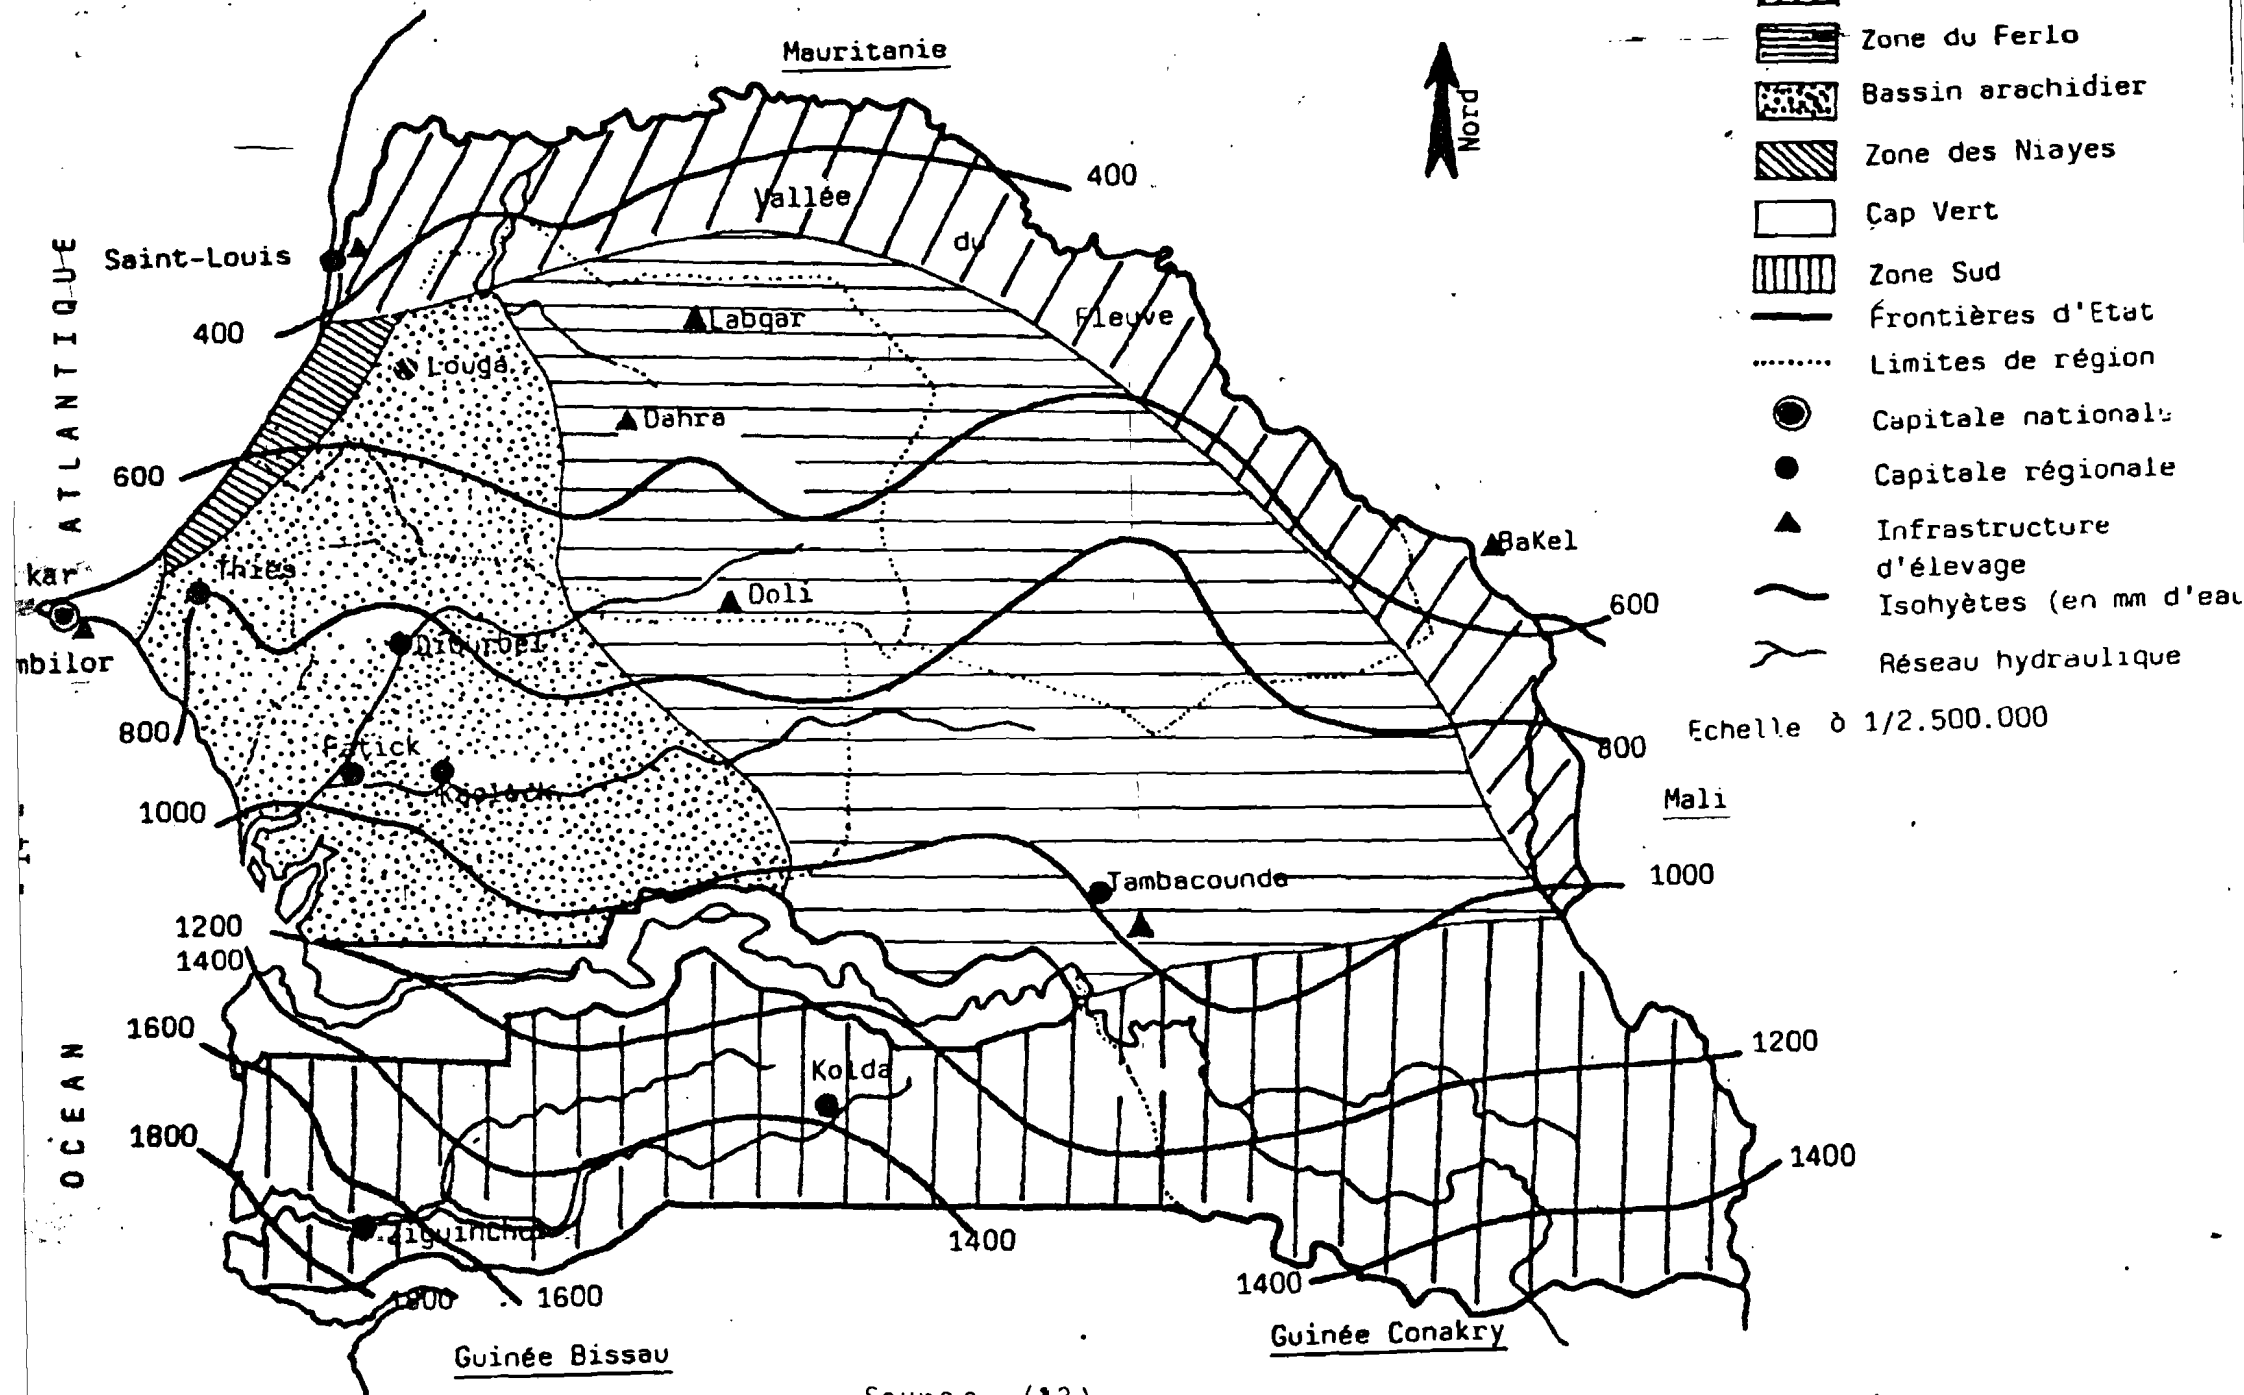 Mauritanie
Nord
Zone du Ferlo
Bassin arachidier
Zone des Niayes
Cap Vert
Zone Sud
Frontières d'Etat
Limites de région
Capitale nationale
Capitale régionale
Infrastructure
d'élevage
Isohyètes (en mm d'eau
Réseau hydraulique
Echelle à 1/2.500.000
Mali
400
Vallée
du
Fleuve
Saint-Louis
400
Labgar
Louga
Dahra
600
ATLANTIQUE
BaKel
kar
Thiès
Doli
600
Diourbel
mbilor
800
Fatick
800
Kaolack
1000
Tambacounda
1000
1200
1400
1600
1200
Kolda
OCEAN
1800
1400
Ziguinchor
1400
1400
1800
1600
Guinée Bissau
Guinée Conakry